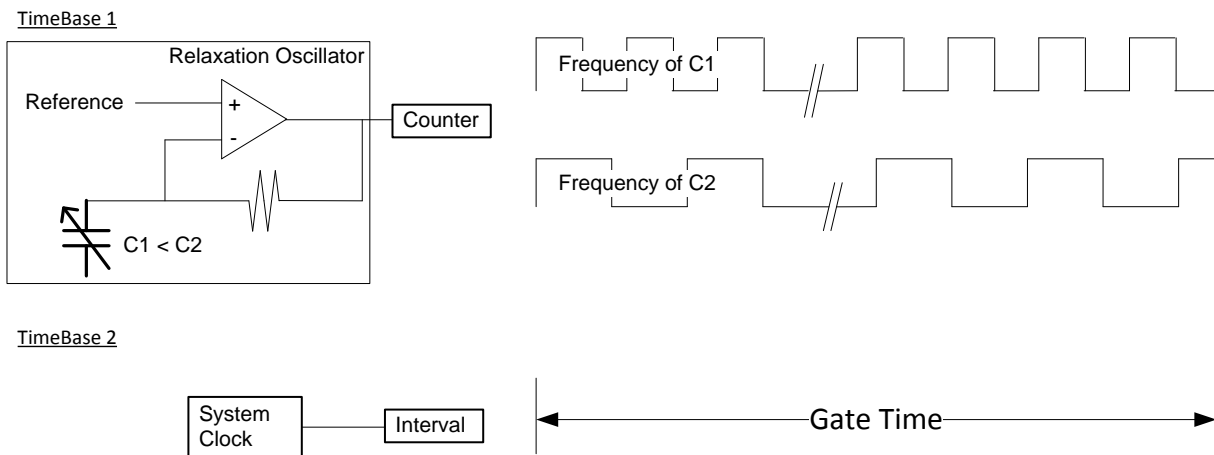 TimeBase 1
Relaxation Oscillator
Reference
+
-
Counter
C1 < C2
Frequency of C1
Frequency of C2
TimeBase 2
System
Clock
Interval
Gate Time